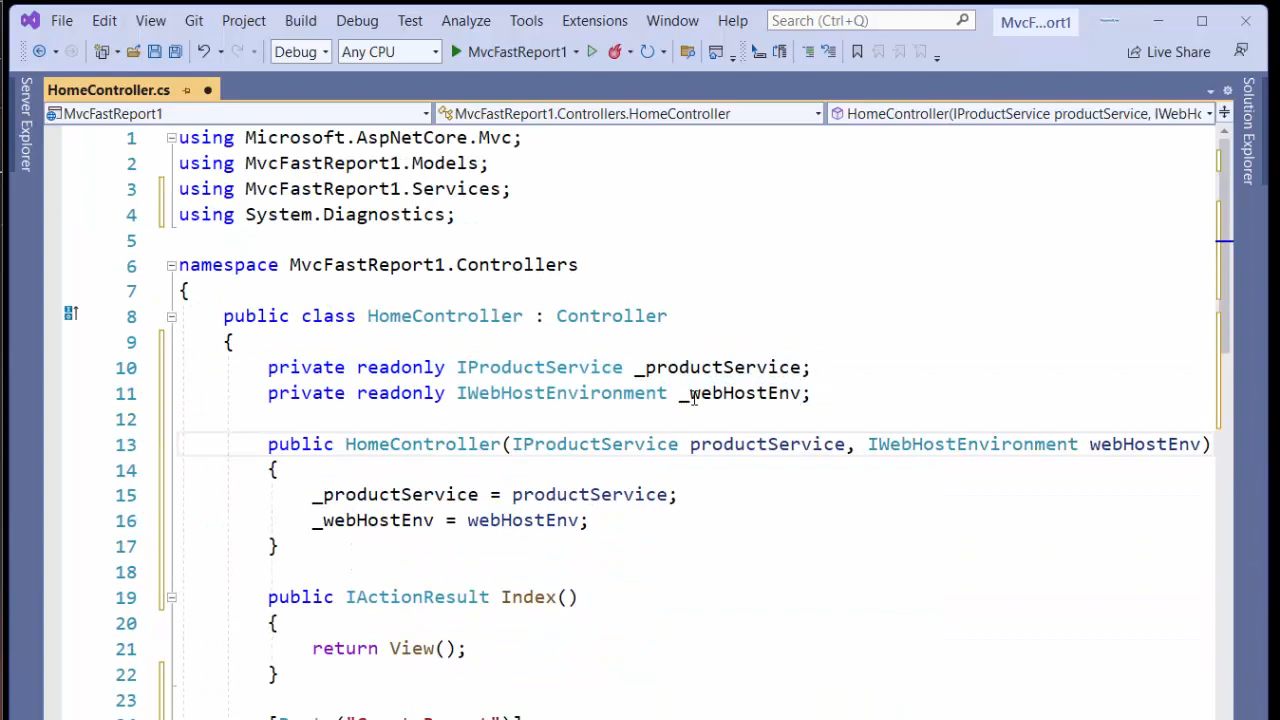 File Edit View Git Project Build Debug Test Analyze Tools Extensions Window Help Search (Ctrl+Q) MvcF...ort1
Debug Any CPU MvcFastReport1 Live Share
Server Explorer
HomeController.cs
Solution Explorer
MvcFastReport1 MvcFastReport1.Controllers.HomeController HomeController(IProductService productService, IWebHo
1 using Microsoft.AspNetCore.Mvc;
2 using MvcFastReport1.Models;
3 using MvcFastReport1.Services;
4 using System.Diagnostics;
5
6 namespace MvcFastReport1.Controllers
7 {
8 public class HomeController : Controller
9 {
10 private readonly IProductService _productService;
11 private readonly IWebHostEnvironment _webHostEnv;
12
13 public HomeController(IProductService productService, IWebHostEnvironment webHostEnv)
14 {
15 _productService = productService;
16 _webHostEnv = webHostEnv;
17 }
18
19 public IActionResult Index()
20 {
21 return View();
22 }
23